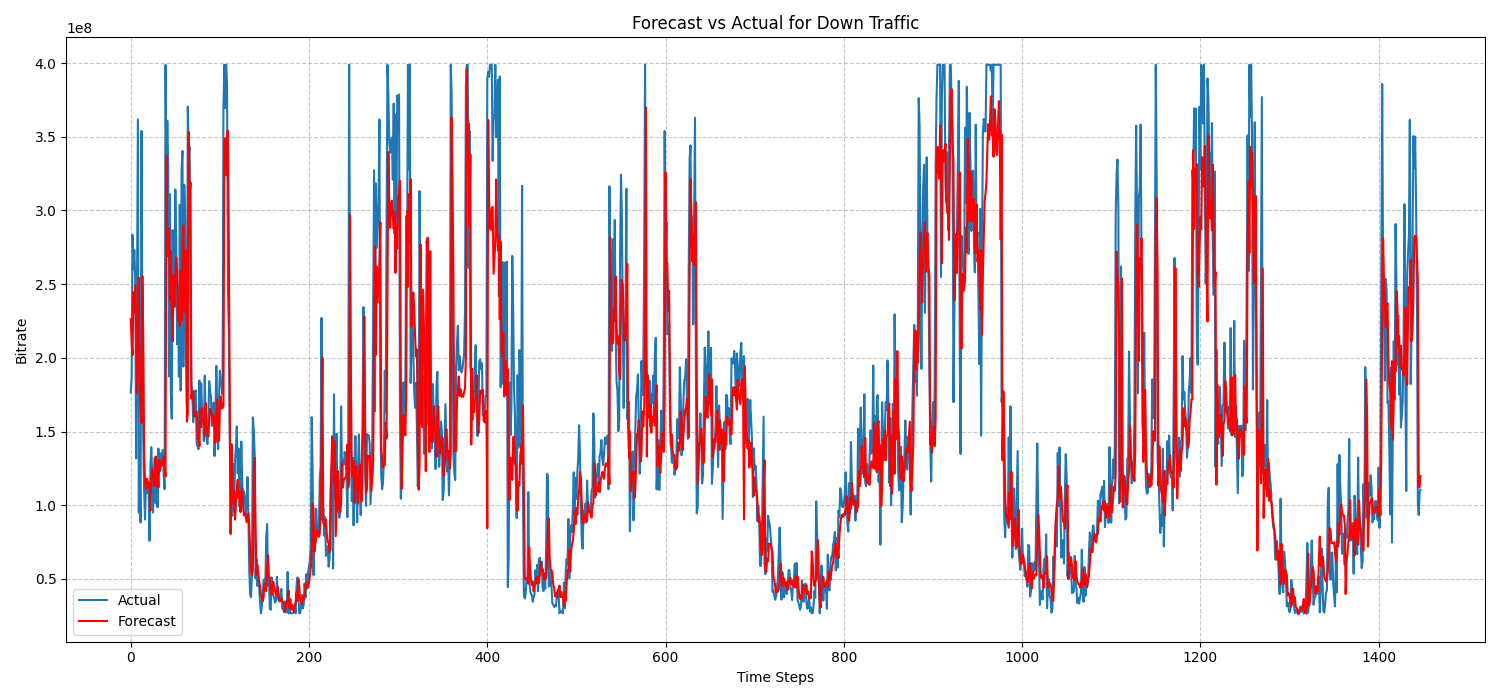 Forecast vs Actual for Down Traffic
1e8
4.0
3.5
3.0
2.5
2.0
1.5
1.0
0.5
Bitrate
Actual
Forecast
0 200 400 600 800 1000 1200 1400
Time Steps